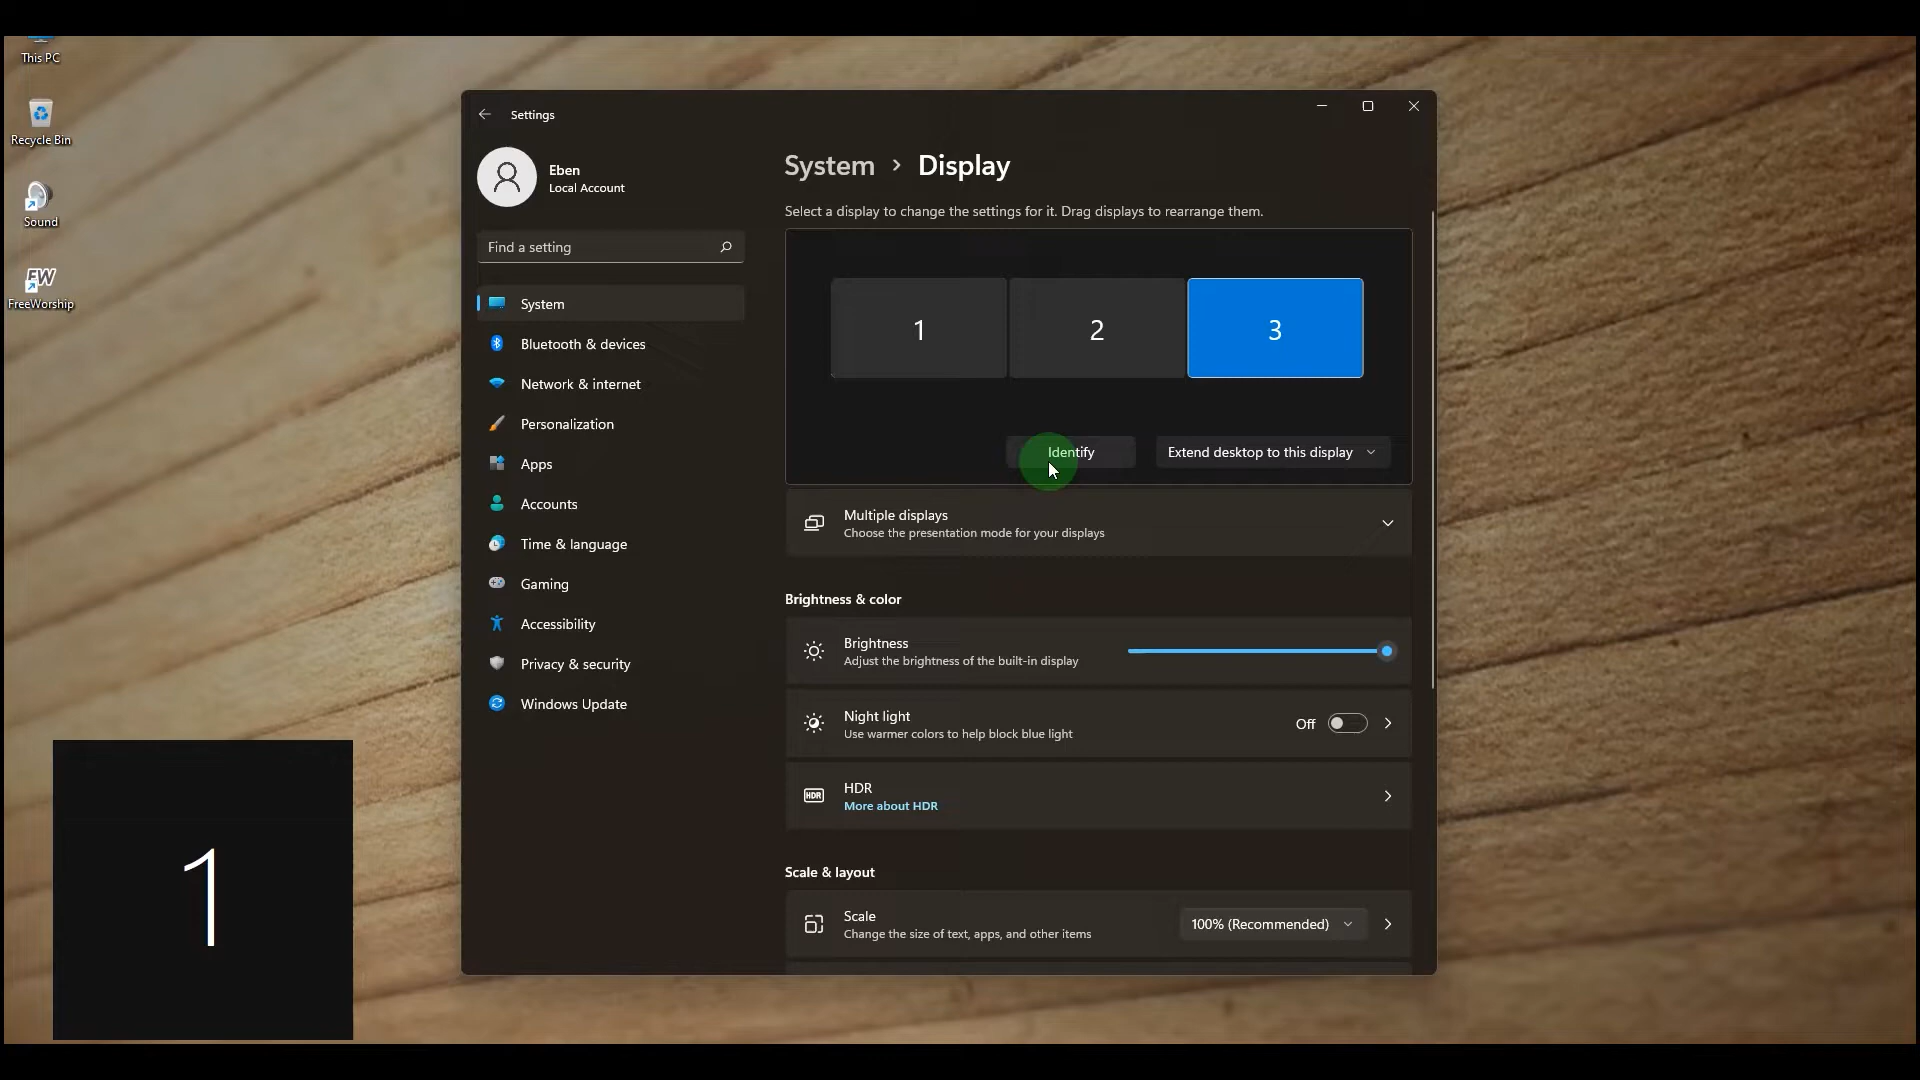 This PC
Recycle Bin
Sound
FW
FreeWorship
Settings
Eben
Local Account
Find a setting
System
Bluetooth & devices
Network & internet
Personalization
Apps
Accounts
Time & language
Gaming
Accessibility
Privacy & security
Windows Update
System > Display
Select a display to change the settings for it. Drag displays to rearrange them.
1 2 3
Identify Extend desktop to this display
Multiple displays
Choose the presentation mode for your displays
Brightness & color
Brightness
Adjust the brightness of the built-in display
Night light
Use warmer colors to help block blue light
Off
HDR
HDR
More about HDR
Scale & layout
Scale
Change the size of text, apps, and other items
100% (Recommended)
1